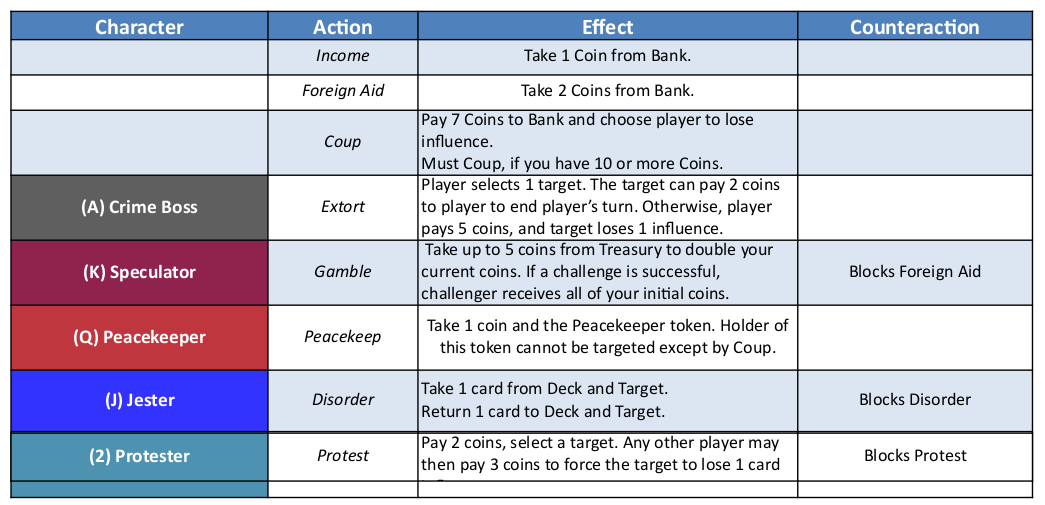 Character Action Effect Counteraction
Income Take 1 Coin from Bank.
Foreign Aid Take 2 Coins from Bank.
Coup
Pay 7 Coins to Bank and choose player to lose
influence.
Must Coup, if you have 10 or more Coins.
(A) Crime Boss Extort
Player selects 1 target. The target can pay 2 coins
to player to end player’s turn. Otherwise, player
pays 5 coins, and target loses 1 influence.
(K) Speculator Gamble
Take up to 5 coins from Treasury to double your
current coins. If a challenge is successful,
challenger receives all of your initial coins.
Blocks Foreign Aid
(Q) Peacekeeper Peacekeep
Take 1 coin and the Peacekeeper token. Holder of
this token cannot be targeted except by Coup.
(J) Jester Disorder
Take 1 card from Deck and Target.
Return 1 card to Deck and Target.
Blocks Disorder
(2) Protester Protest
Pay 2 coins, select a target. Any other player may
then pay 3 coins to force the target to lose 1 card
Blocks Protest